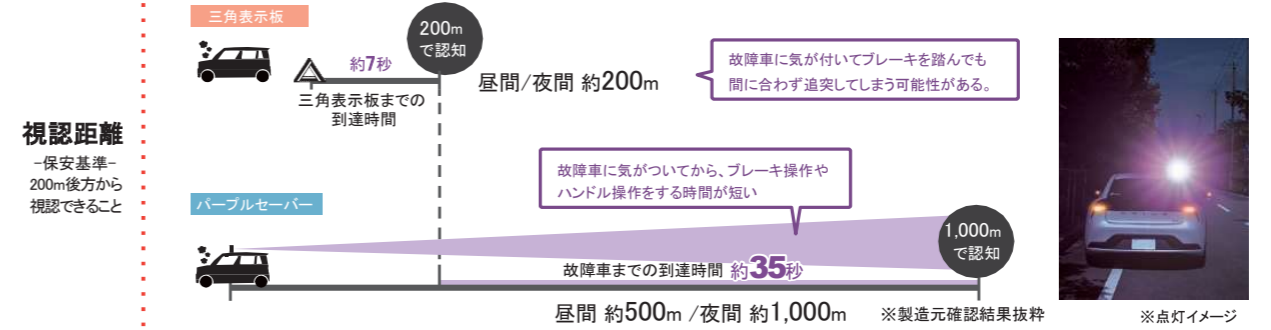 三角表示板
200m
で認知
約7秒
三角表示板までの
到達時間
昼間/夜間 約200m
故障車に気が付いてブレーキを踏んでも
間に合わず追突してしまう可能性がある。
視認距離
-保安基準-
200m後方から
視認できること
パープルセーバー
故障車に気がついてから、ブレーキ操作や
ハンドル操作をする時間が短い
1,000m
で認知
故障車までの到達時間 約35秒
昼間 約500m /夜間 約1,000m
※製造元確認結果抜粋
※点灯イメージ